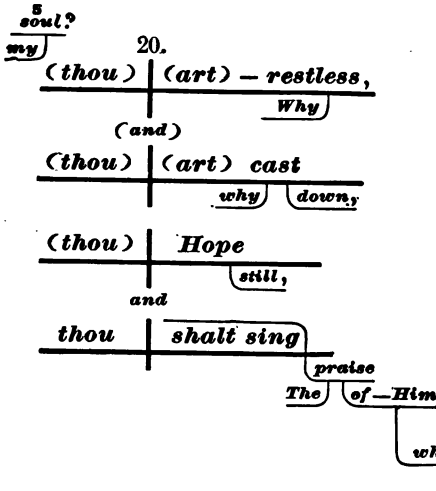 5
soul?
my
20.
(thou) (art) – restless,
Why
(and)
(thou) (art) cast
why down,
(thou) Hope
still,
and
thou shalt sing
praise
The of – Him
wh